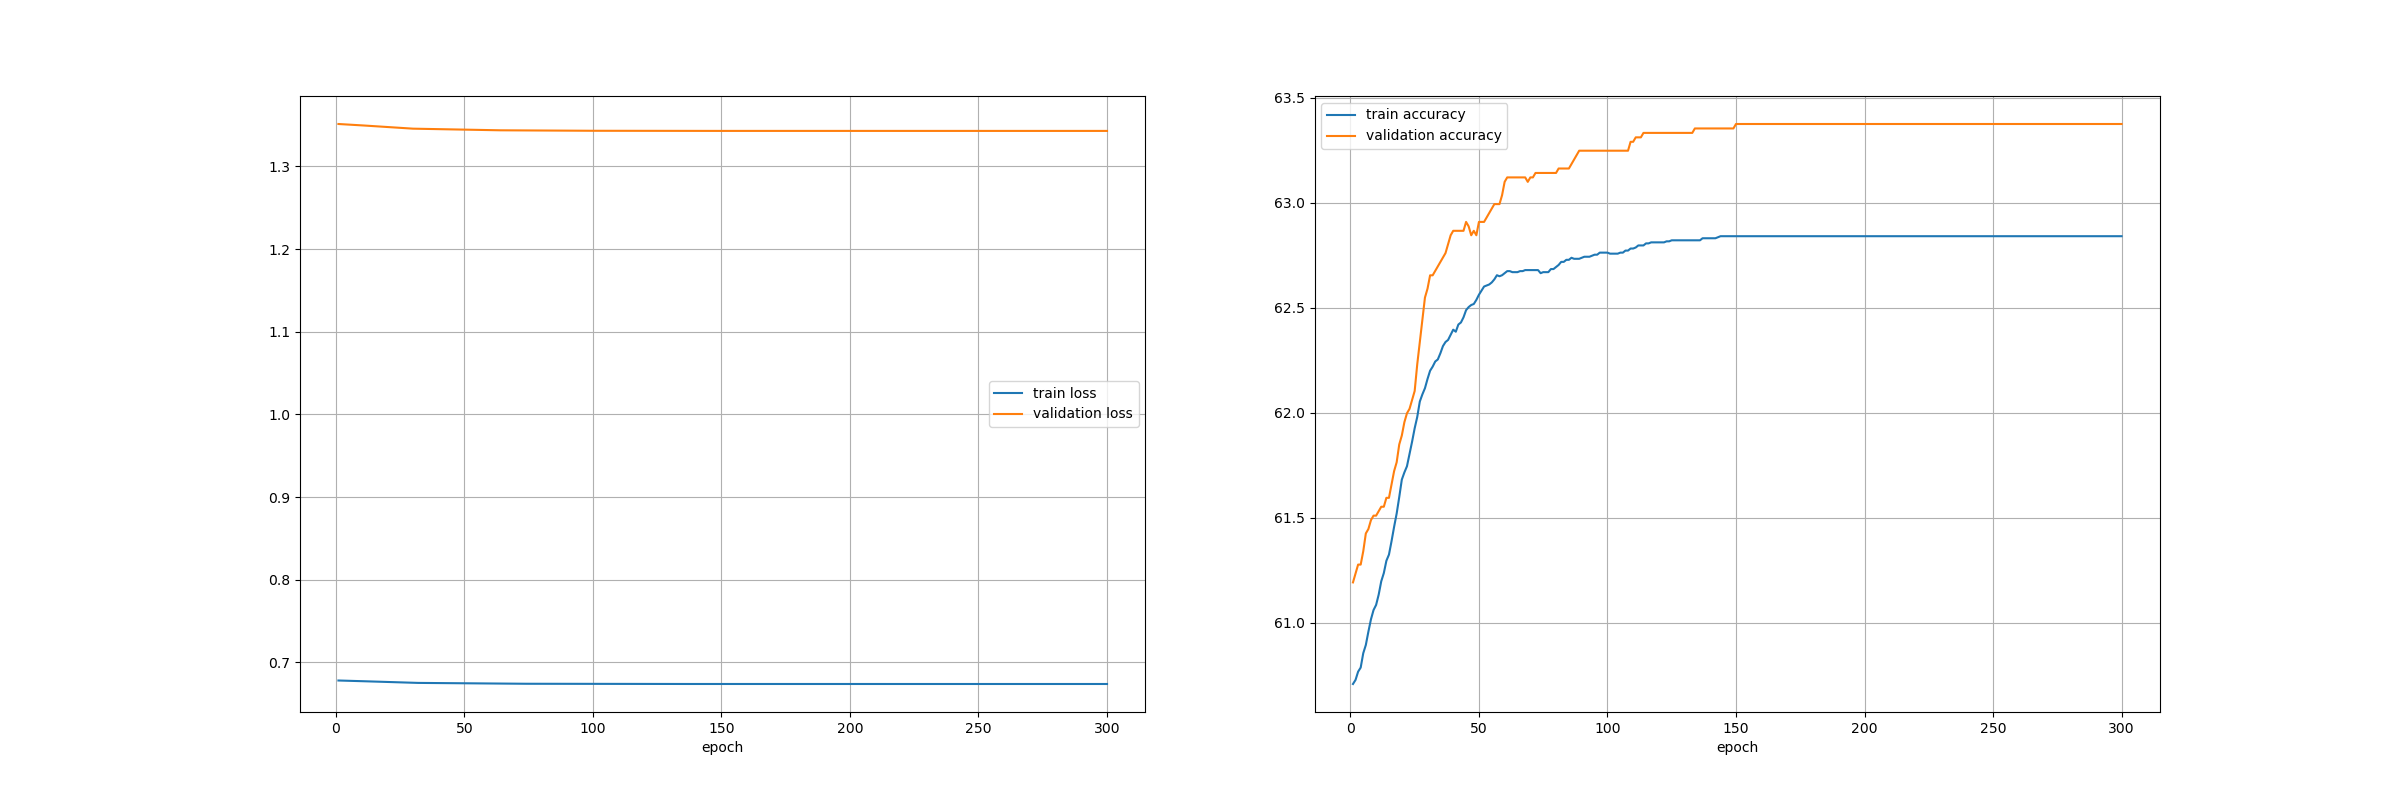 1.3
1.2
1.1
1.0
0.9
0.8
0.7
0 50 100 150 200 250 300
epoch
train loss
validation loss
63.5
63.0
62.5
62.0
61.5
61.0
0 50 100 150 200 250 300
epoch
train accuracy
validation accuracy